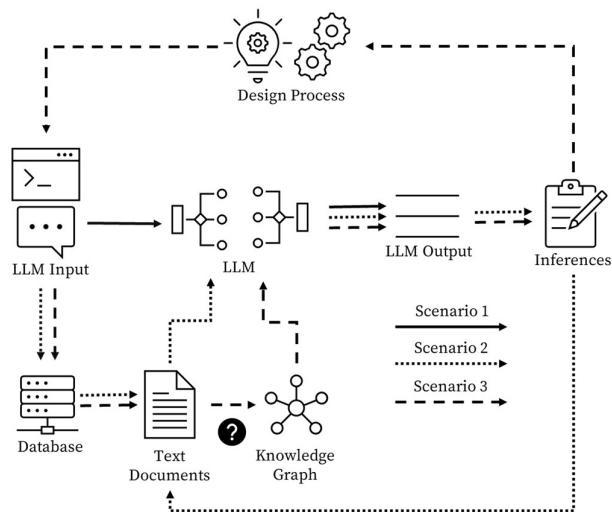 Design Process
>_
LLM Input
LLM
LLM Output
Inferences
Scenario 1
Scenario 2
Scenario 3
Database
Text
Documents
?
Knowledge
Graph